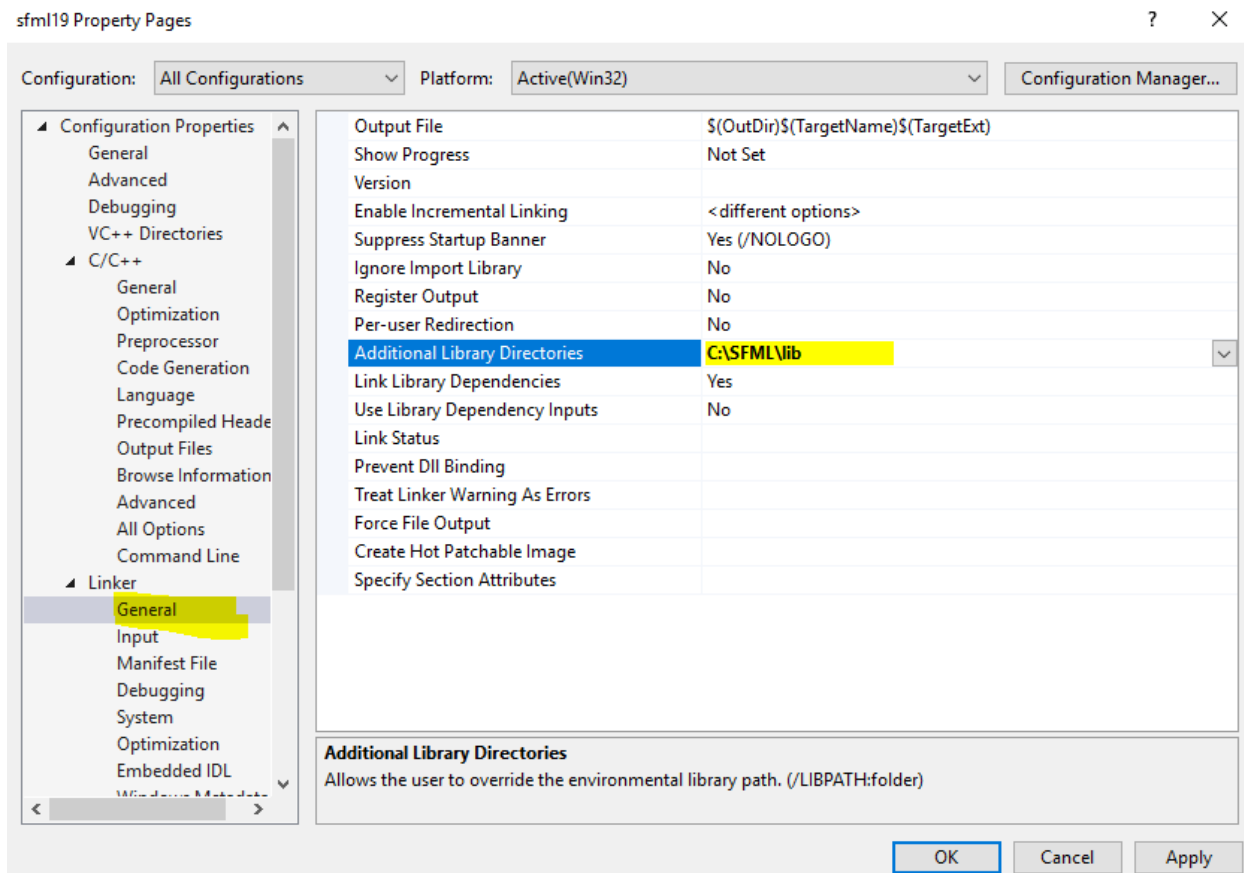 sfml19 Property Pages
Configuration: All Configurations Platform: Active(Win32) Configuration Manager...
Configuration Properties
General
Advanced
Debugging
VC++ Directories
C/C++
General
Optimization
Preprocessor
Code Generation
Language
Precompiled Heade
Output Files
Browse Information
Advanced
All Options
Command Line
Linker
General
Input
Manifest File
Debugging
System
Optimization
Embedded IDL
Windows Metadata
Output File $(OutDir)$(TargetName)$(TargetExt)
Show Progress Not Set
Version
Enable Incremental Linking <different options>
Suppress Startup Banner Yes (/NOLOGO)
Ignore Import Library No
Register Output No
Per-user Redirection No
Additional Library Directories C:\SFML\lib
Link Library Dependencies Yes
Use Library Dependency Inputs No
Link Status
Prevent Dll Binding
Treat Linker Warning As Errors
Force File Output
Create Hot Patchable Image
Specify Section Attributes
Additional Library Directories
Allows the user to override the environmental library path. (/LIBPATH:folder)
OK Cancel Apply